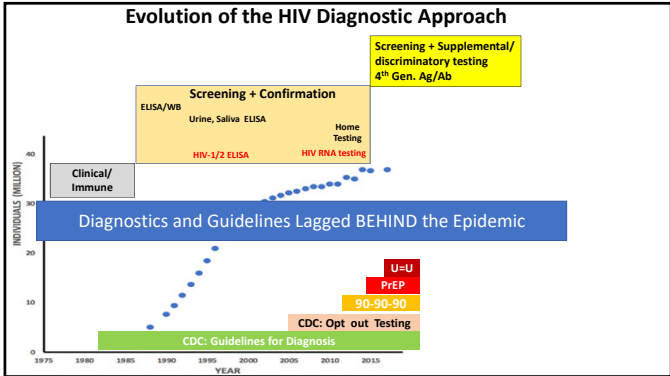 Evolution of the HIV Diagnostic Approach
Screening + Supplemental/
discriminatory testing
4th Gen. Ag/Ab
Screening + Confirmation
ELISA/WB
Urine, Saliva ELISA
Home
Testing
HIV-1/2 ELISA
HIV RNA testing
Clinical/
Immune
INDIVIDUALS (MILLION)
40
30
20
10
0
Diagnostics and Guidelines Lagged BEHIND the Epidemic
U=U
PrEP
90-90-90
CDC: Opt out Testing
CDC: Guidelines for Diagnosis
1975 1980 1985 1990 1995 2000 2005 2010 2015
YEAR